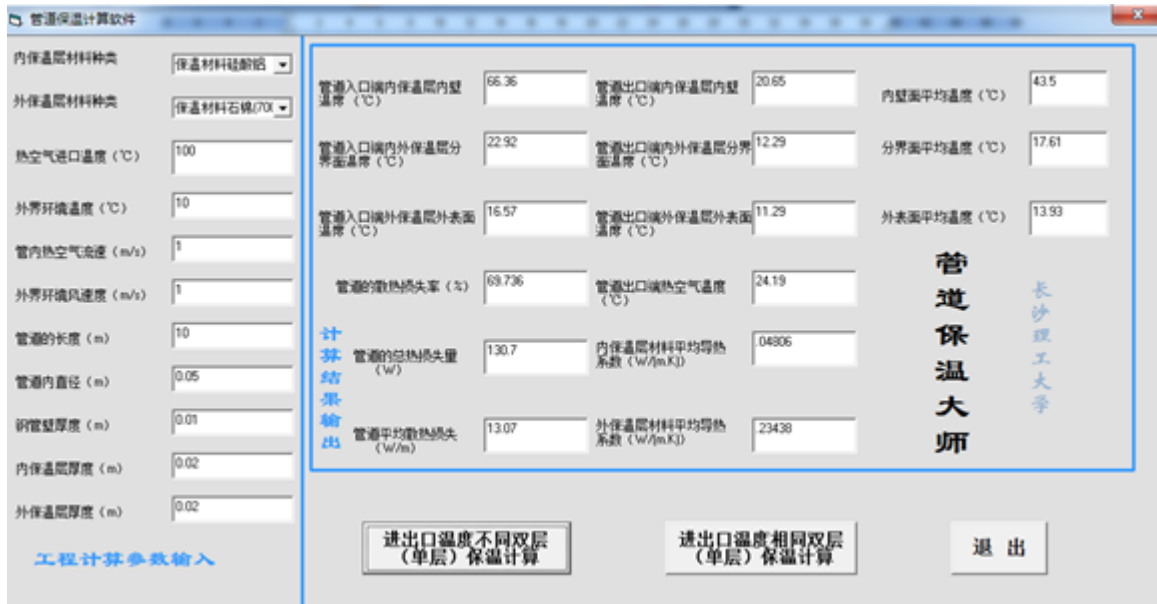 管道保温计算软件
内保温层材料种类
保温材料硅酸铝
外保温层材料种类
保温材料石棉(70(
热空气进口温度（℃）
100
外界环境温度（℃）
10
管内热空气流速（m/s）
1
外界环境风速度（m/s）
1
管道的长度（m）
10
管道内直径（m）
0.05
钢管壁厚度（m）
0.01
内保温层厚度（m）
0.02
外保温层厚度（m）
0.02
工程计算参数输入
管道入口端内保温层内壁
温席（℃）
66.36
管道出口端内保温层内壁
温席（℃）
20.65
内壁面平均温度（℃）
43.5
管道入口端内外保温层分
界面温席（℃）
22.92
管道出口端内外保温层分界
面温席（℃）
12.29
分界面平均温度（℃）
17.61
管道入口端外保温层外表面
温席（℃）
16.57
管道出口端外保温层外表面
温席（℃）
11.29
外表面平均温度（℃）
13.93
管道的散热损失率（%）
69.736
管道出口端热空气温度
（℃）
24.19
管道的总热损失量
（W）
130.7
内保温层材料平均导热
系数（W/(m.K)）
.04806
管道平均散热损失
（W/m）
13.07
外保温层材料平均导热
系数（W/(m.K)）
.23438
计算结果输出
管道保温大师
长沙理工大学
进出口温度不同双层
（单层）保温计算
进出口温度相同双层
（单层）保温计算
退 出